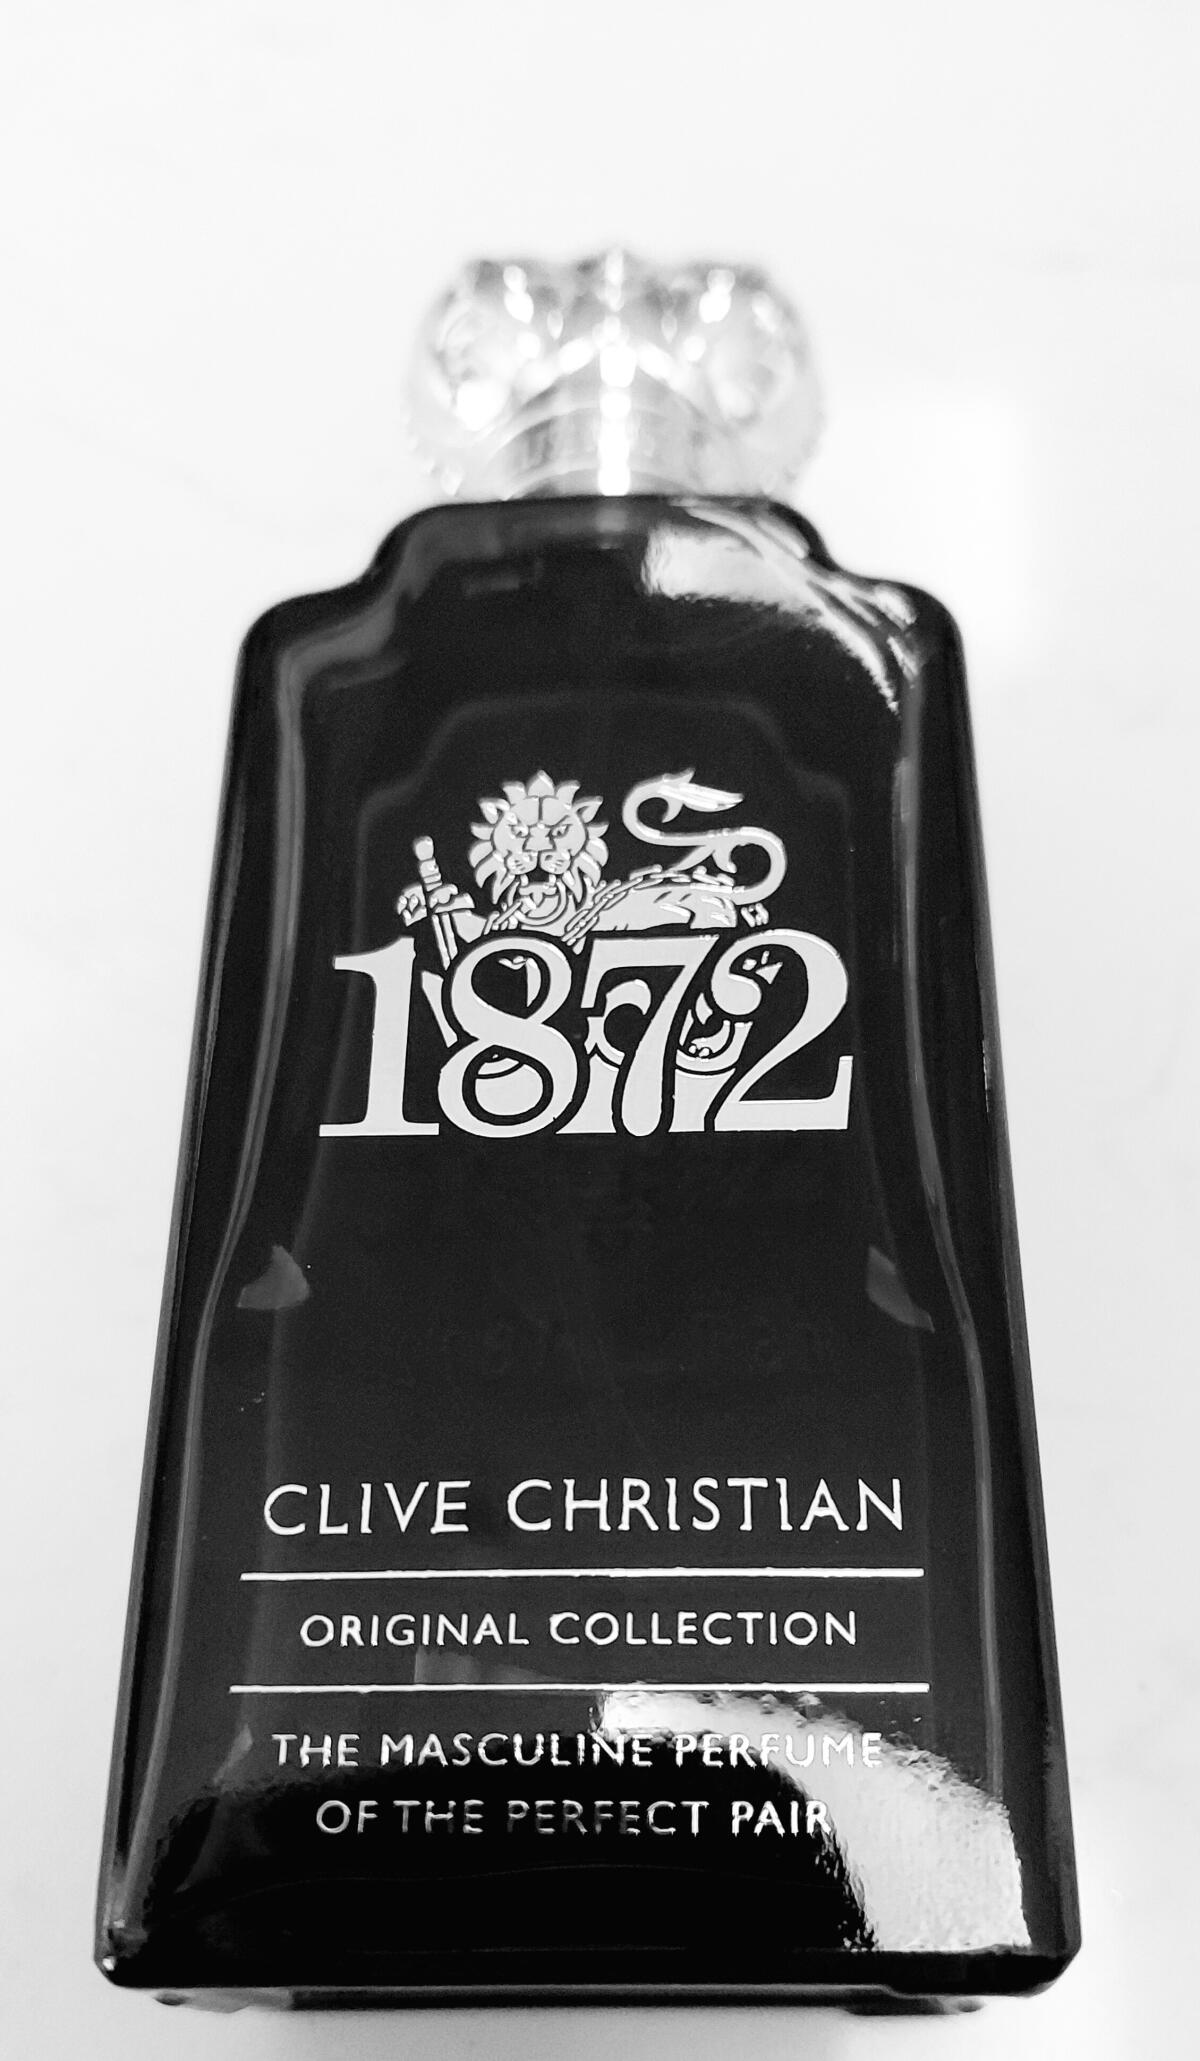 1872
CLIVE CHRISTIAN
ORIGINAL COLLECTION
THE MASCULINE PERFUME
OF THE PERFECT PAIR